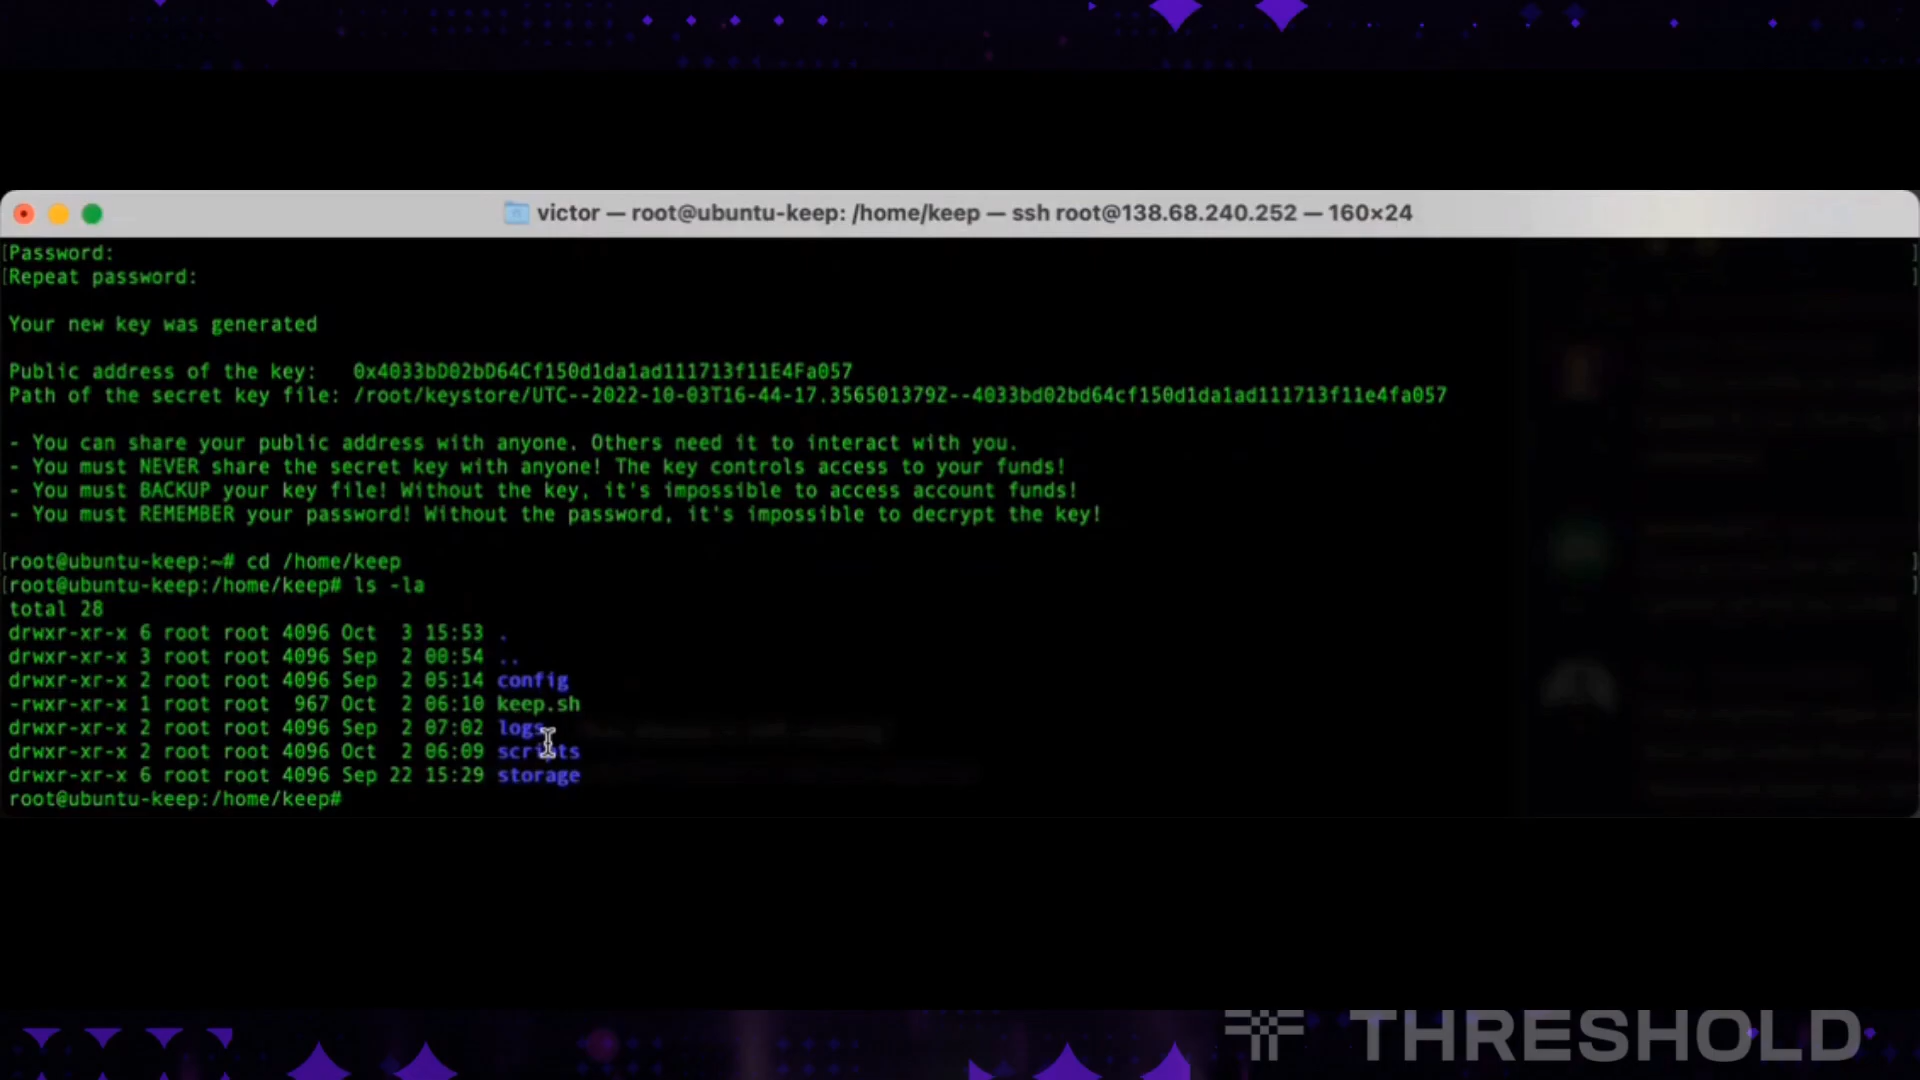 victor — root@ubuntu-keep: /home/keep — ssh root@138.68.240.252 — 160×24
[Password:
[Repeat password:
Your new key was generated
Public address of the key:   0x4033bD02bD64Cf150d1da1ad111713f11E4Fa057
Path of the secret key file: /root/keystore/UTC--2022-10-03T16-44-17.356501379Z--4033bd02bd64cf150d1da1ad111713f11e4fa057
- You can share your public address with anyone. Others need it to interact with you.
- You must NEVER share the secret key with anyone! The key controls access to your funds!
- You must BACKUP your key file! Without the key, it's impossible to access account funds!
- You must REMEMBER your password! Without the password, it's impossible to decrypt the key!
[root@ubuntu-keep:~# cd /home/keep
[root@ubuntu-keep:/home/keep# ls -la
total 28
drwxr-xr-x 6 root root 4096 Oct  3 15:53 .
drwxr-xr-x 3 root root 4096 Sep  2 00:54 ..
drwxr-xr-x 2 root root 4096 Sep  2 05:14 config
-rwxr-xr-x 1 root root  967 Oct  2 06:10 keep.sh
drwxr-xr-x 2 root root 4096 Sep  2 07:02 logs
drwxr-xr-x 2 root root 4096 Oct  2 06:09 scripts
drwxr-xr-x 6 root root 4096 Sep 22 15:29 storage
root@ubuntu-keep:/home/keep#
THRESHOLD